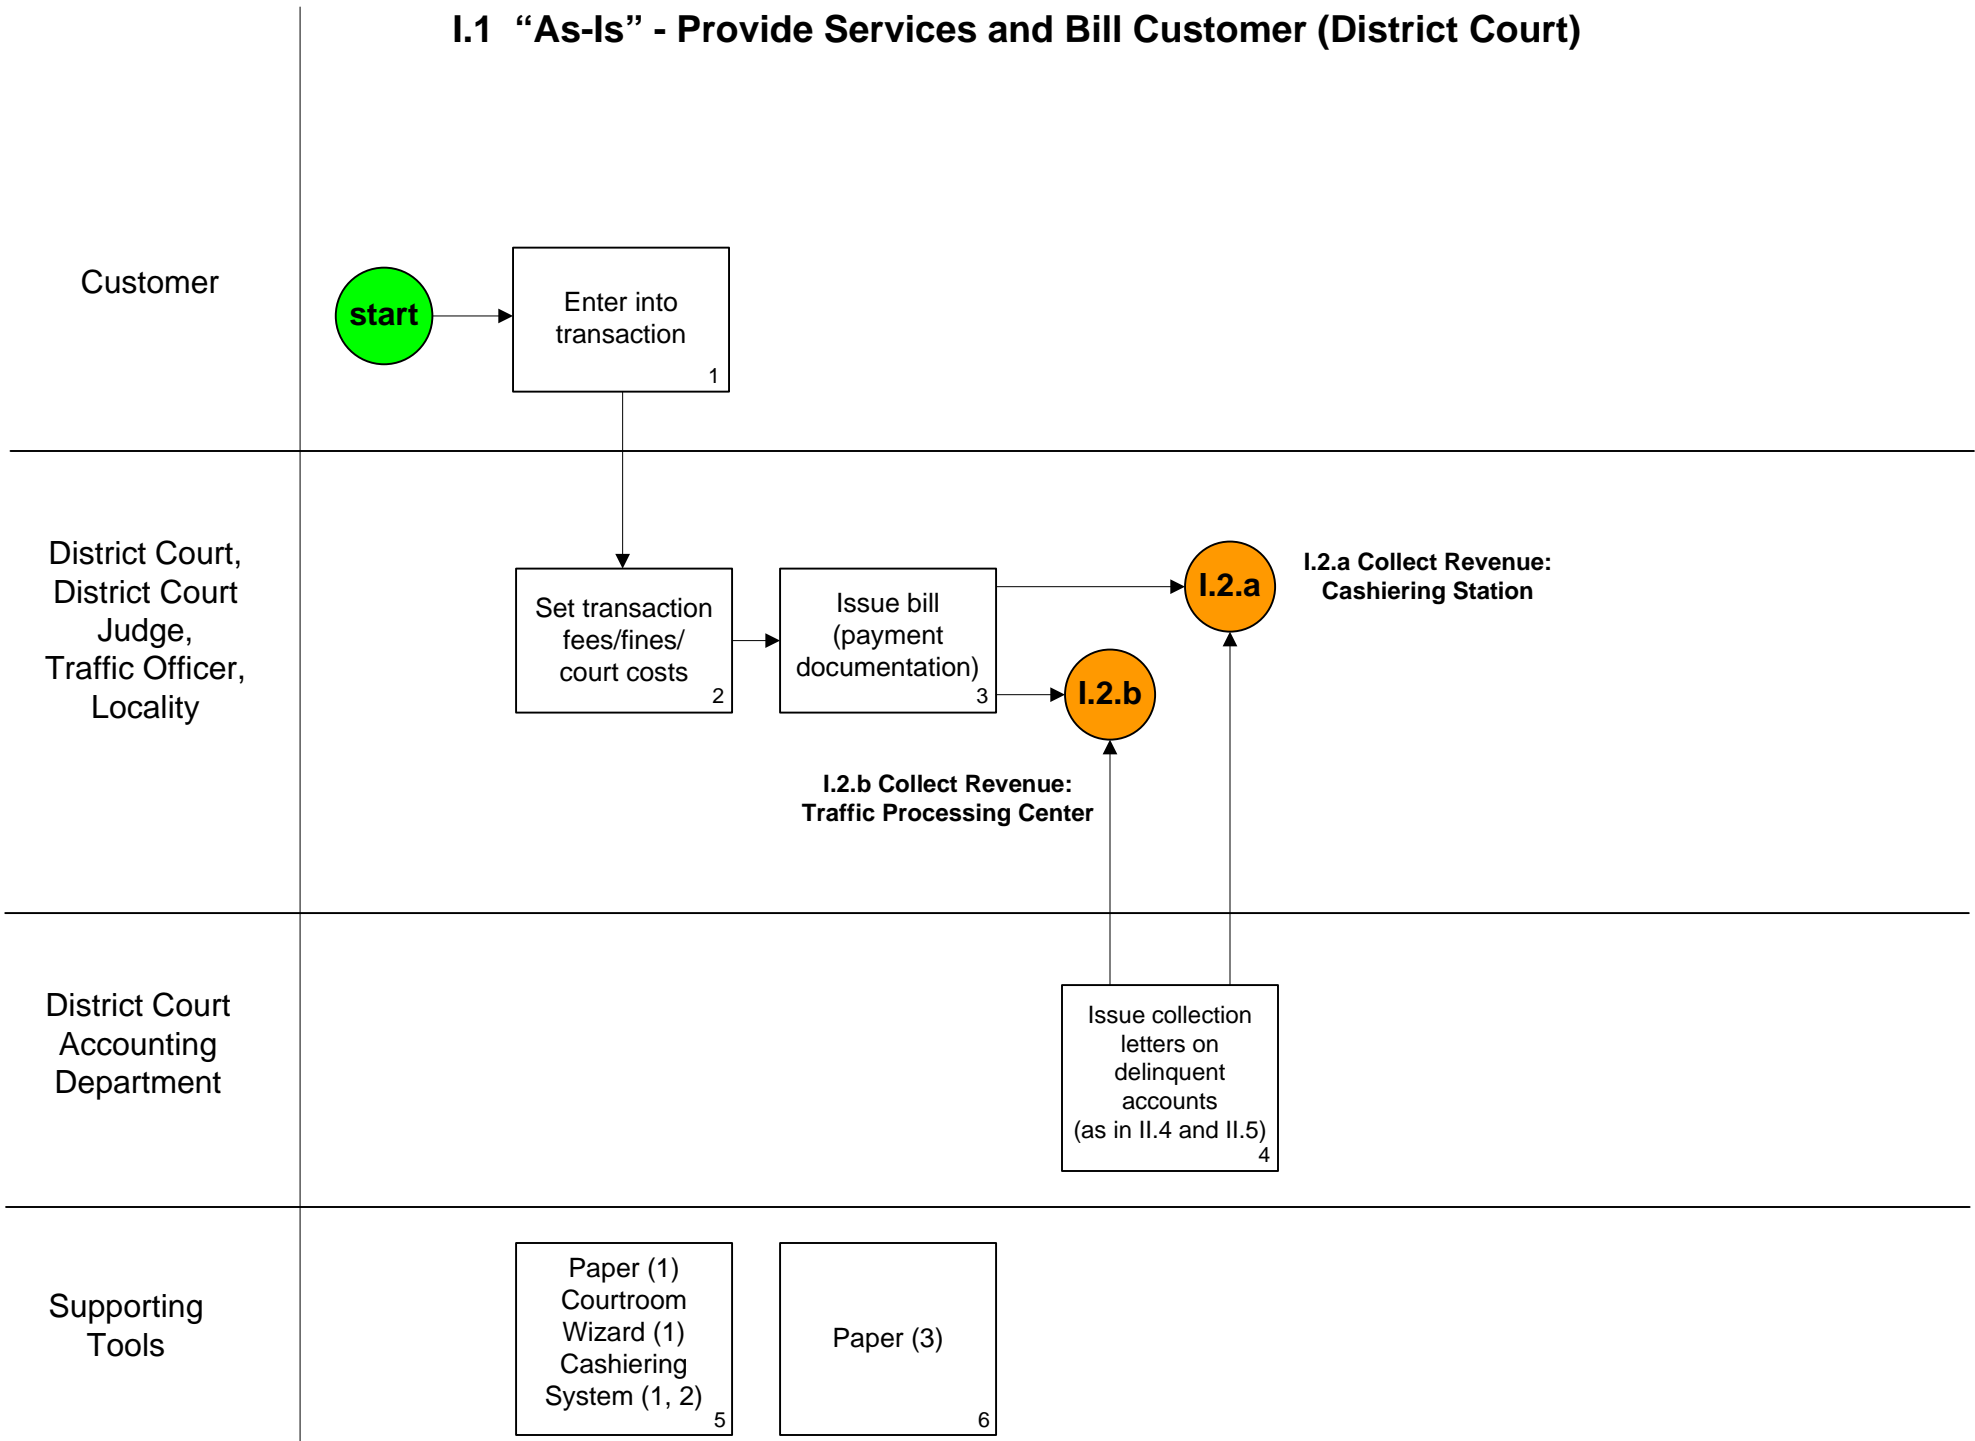 I.1 “As-Is” - Provide Services and Bill Customer (District Court)
Customer
start
Enter into
transaction
1
District Court,
District Court
Judge,
Traffic Officer,
Locality
Set transaction
fees/fines/
court costs
2
Issue bill
(payment
documentation)
3
I.2.a
I.2.a Collect Revenue:
Cashiering Station
I.2.b
I.2.b Collect Revenue:
Traffic Processing Center
District Court
Accounting
Department
Issue collection
letters on
delinquent
accounts
(as in II.4 and II.5)
4
Supporting
Tools
Paper (1)
Courtroom
Wizard (1)
Cashiering
System (1, 2)
5
Paper (3)
6